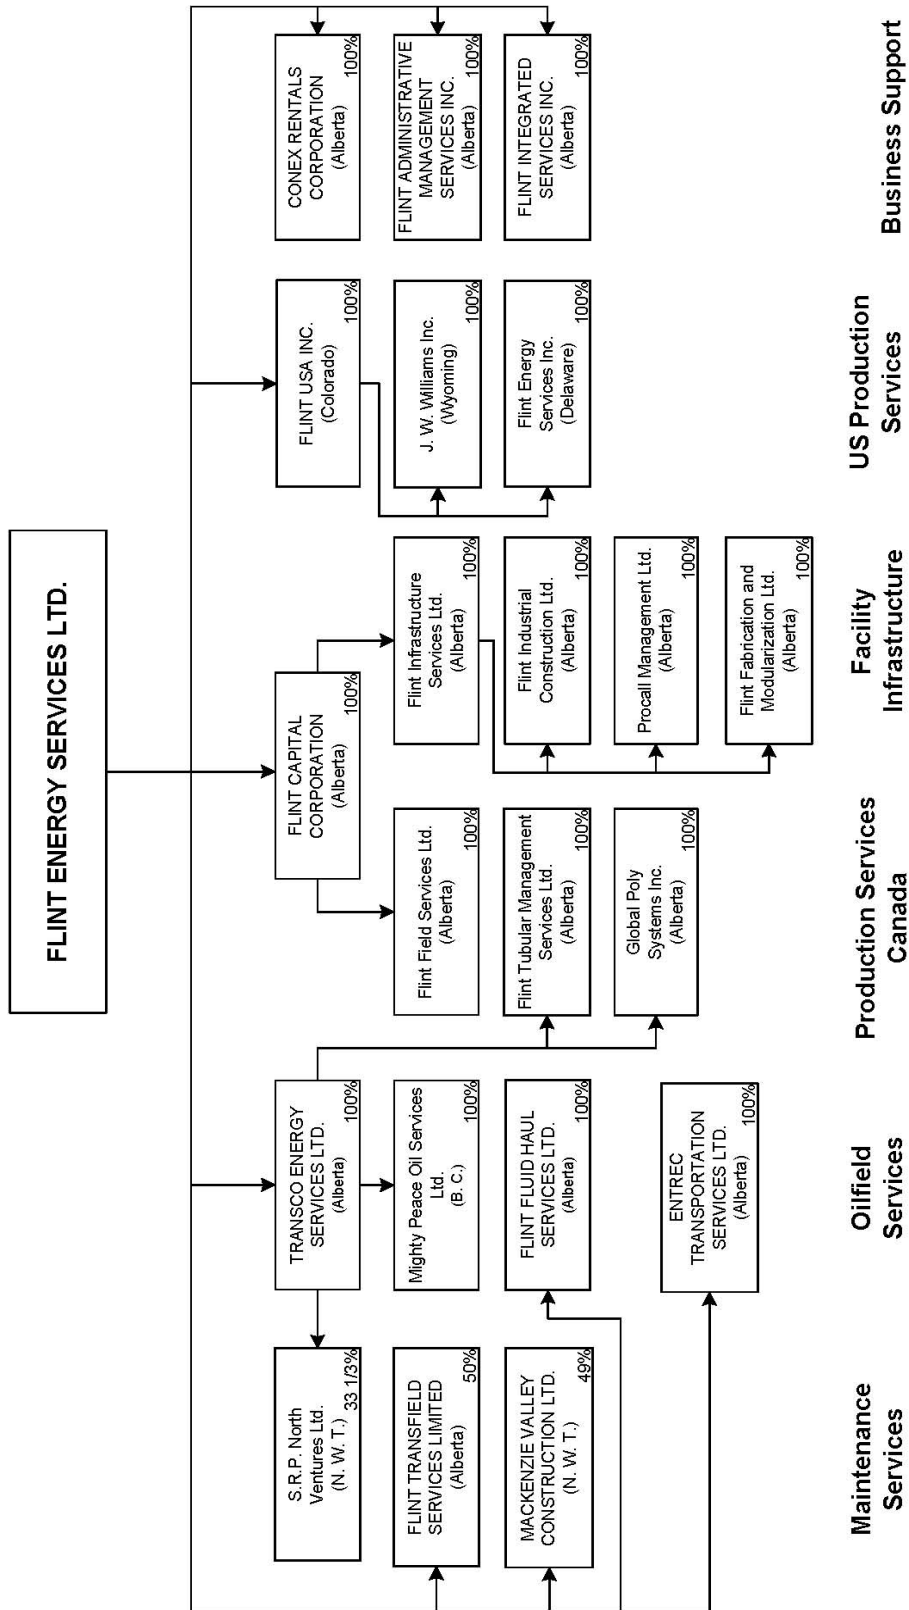 FLINT ENERGY SERVICES LTD.
S.R.P. North
Ventures Ltd.
(N. W. T.)
33 1/3%
FLINT TRANSFIELD
SERVICES LIMITED
(Alberta)
50%
MACKENZIE VALLEY
CONSTRUCTION LTD.
(N. W. T.)
49%
Maintenance
Services
TRANSCO ENERGY
SERVICES LTD.
(Alberta)
100%
Mighty Peace Oil Services
Ltd.
(B. C.)
100%
FLINT FLUID HAUL
SERVICES LTD.
(Alberta)
100%
ENTREC
TRANSPORTATION
SERVICES LTD.
(Alberta)
100%
Oilfield
Services
FLINT CAPITAL
CORPORATION
(Alberta)
100%
Flint Field Services Ltd.
(Alberta)
100%
Flint Tubular Management
Services Ltd.
(Alberta)
100%
Global Poly
Systems Inc.
(Alberta)
100%
Production Services
Canada
Flint Infrastructure
Services Ltd.
(Alberta)
100%
Flint Industrial
Construction Ltd.
(Alberta)
100%
Procall Management Ltd.
(Alberta)
100%
Flint Fabrication and
Modularization Ltd.
(Alberta)
100%
Facility
Infrastructure
FLINT USA INC.
(Colorado)
100%
J. W. Williams Inc.
(Wyoming)
100%
Flint Energy
Services Inc.
(Delaware)
100%
US Production
Services
CONEX RENTALS
CORPORATION
(Alberta)
100%
FLINT ADMINISTRATIVE
MANAGEMENT
SERVICES INC.
(Alberta)
100%
FLINT INTEGRATED
SERVICES INC.
(Alberta)
100%
Business Support